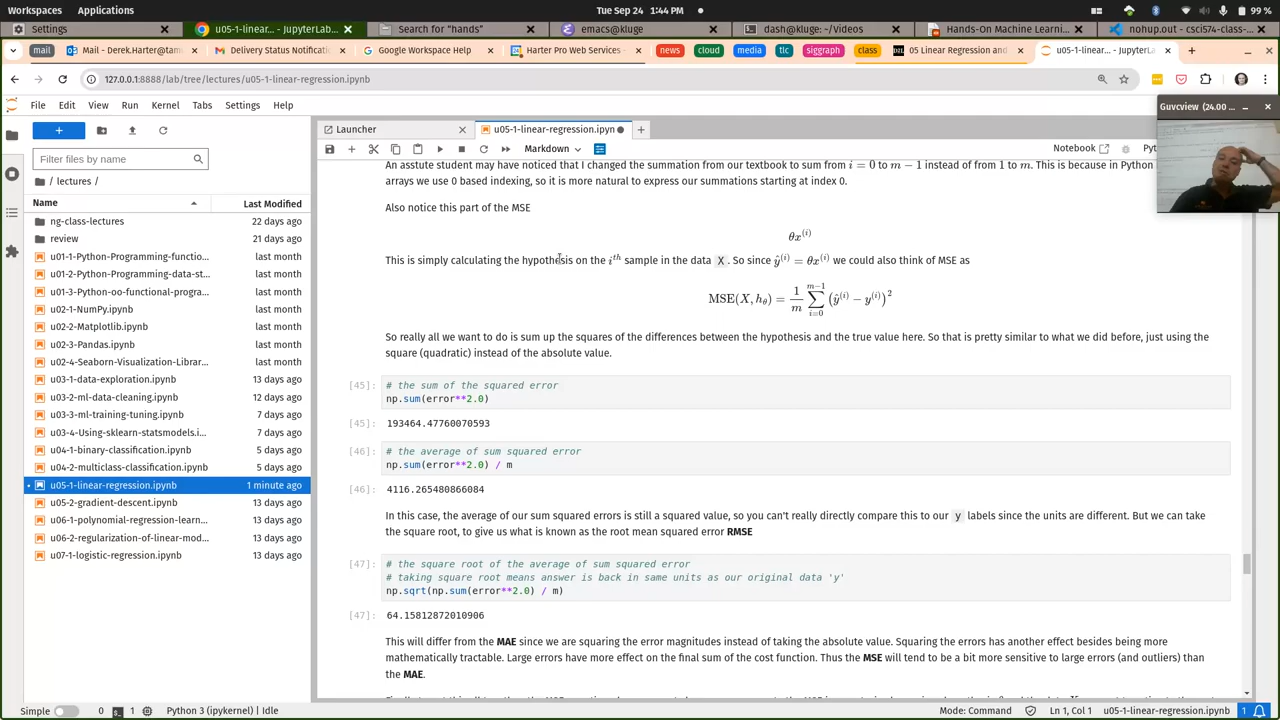 Workspaces Applications Tue Sep 24 1:44 PM 99 %
Settings u05-1-linear... - JupyterLab Search for "hands" emacs@kluge dash@kluge: ~/Videos Hands-On Machine Learnin... nohup.out - csci574-class-...
mail Mail - Derek.Harter@tam Delivery Status Notificati Google Workspace Help Harter Pro Web Services - news cloud media tlc siggraph class 05 Linear Regression and u05-1-linear... - JupyterLa
127.0.0.1:8888/lab/tree/lectures/u05-1-linear-regression.ipynb
File Edit View Run Kernel Tabs Settings Help
Guvcview (24.00
Launcher
u05-1-linear-regression.ipyn
Markdown Notebook Pyt
Filter files by name
/ lectures /
Name Last Modified
ng-class-lectures 22 days ago
review 21 days ago
u01-1-Python-Programming-functio... last month
u01-2-Python-Programming-data-st... last month
u01-3-Python-oo-functional-progra... last month
u02-1-NumPy.ipynb last month
u02-2-Matplotlib.ipynb last month
u02-3-Pandas.ipynb last month
u02-4-Seaborn-Visualization-Librar... last month
u03-1-data-exploration.ipynb 13 days ago
u03-2-ml-data-cleaning.ipynb 12 days ago
u03-3-ml-training-tuning.ipynb 7 days ago
u03-4-Using-sklearn-statsmodels.i... 7 days ago
u04-1-binary-classification.ipynb 5 days ago
u04-2-multiclass-classification.ipynb 5 days ago
u05-1-linear-regression.ipynb 1 minute ago
u05-2-gradient-descent.ipynb 13 days ago
u06-1-polynomial-regression-learn... 13 days ago
u06-2-regularization-of-linear-mod... 13 days ago
u07-1-logistic-regression.ipynb 13 days ago
An asstute student may have noticed that I changed the summation from our textbook to sum from i = 0 to m − 1 instead of from 1 to m. This is because in Python
arrays we use 0 based indexing, so it is more natural to express our summations starting at index 0.
Also notice this part of the MSE
θx^(i)
This is simply calculating the hypothesis on the i^th sample in the data X . So since ŷ^(i) = θx^(i) we could also think of MSE as
MSE(X, h_θ) = 1/m ∑_{i=0}^{m−1} (ŷ^(i) − y^(i))^2
So really all we want to do is sum up the squares of the differences between the hypothesis and the true value here. So that is pretty similar to what we did before, just using the
square (quadratic) instead of the absolute value.
[45]: # the sum of the squared error
np.sum(error**2.0)
[45]: 193464.47760070593
[46]: # the average of sum squared error
np.sum(error**2.0) / m
[46]: 4116.265480866084
In this case, the average of our sum squared errors is still a squared value, so you can't really directly compare this to our y labels since the units are different. But we can take
the square root, to give us what is known as the root mean squared error RMSE
[47]: # the square root of the average of sum squared error
# taking square root means answer is back in same units as our original data 'y'
np.sqrt(np.sum(error**2.0) / m)
[47]: 64.15812872010906
This will differ from the MAE since we are squaring the error magnitudes instead of taking the absolute value. Squaring the errors has another effect besides being more
mathematically tractable. Large errors have more effect on the final sum of the cost function. Thus the MSE will tend to be a bit more sensitive to large errors (and outliers) than
the MAE.
Simple 0 1 Python 3 (ipykernel) | Idle Mode: Command Ln 1, Col 1 u05-1-linear-regression.ipynb 1